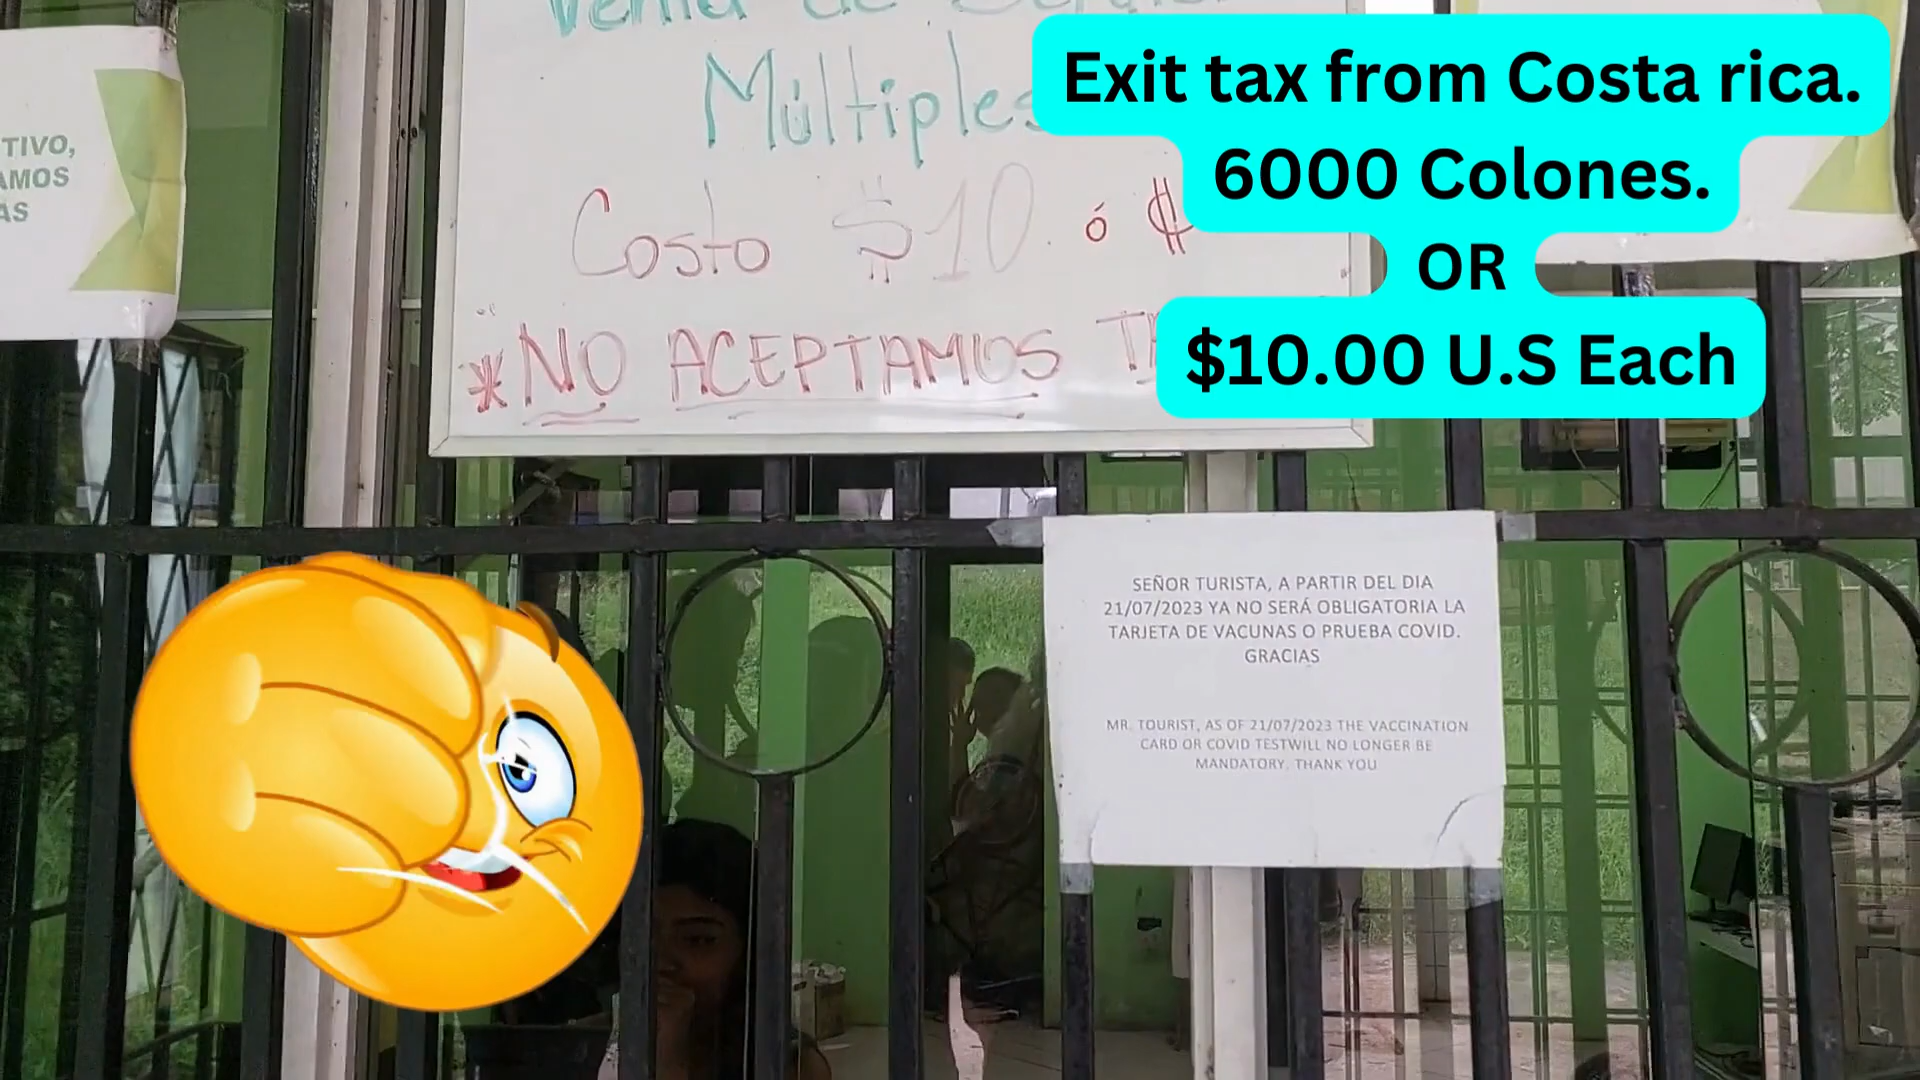 Venta de
Múltiples
Costo $10 ó ₡
*NO ACEPTAMOS
TIVO,
AMOS
AS
Exit tax from Costa rica.
6000 Colones.
OR
$10.00 U.S Each
SEÑOR TURISTA, A PARTIR DEL DIA
21/07/2023 YA NO SERÁ OBLIGATORIA LA
TARJETA DE VACUNAS O PRUEBA COVID.
GRACIAS
MR. TOURIST, AS OF 21/07/2023 THE VACCINATION
CARD OR COVID TESTWILL NO LONGER BE
MANDATORY. THANK YOU